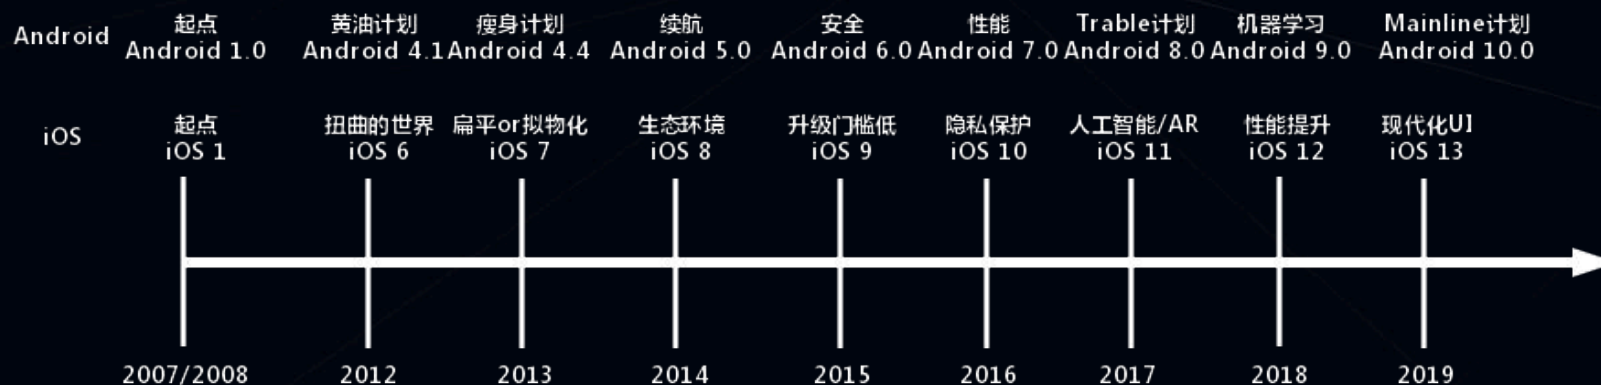 Android
起点 黄油计划 瘦身计划 续航 安全 性能 Trable计划 机器学习 Mainline计划
Android 1.0 Android 4.1 Android 4.4 Android 5.0 Android 6.0 Android 7.0 Android 8.0 Android 9.0 Android 10.0
iOS
起点 扭曲的世界 扁平or拟物化 生态环境 升级门槛低 隐私保护 人工智能/AR 性能提升 现代化UI
iOS 1 iOS 6 iOS 7 iOS 8 iOS 9 iOS 10 iOS 11 iOS 12 iOS 13
2007/2008 2012 2013 2014 2015 2016 2017 2018 2019